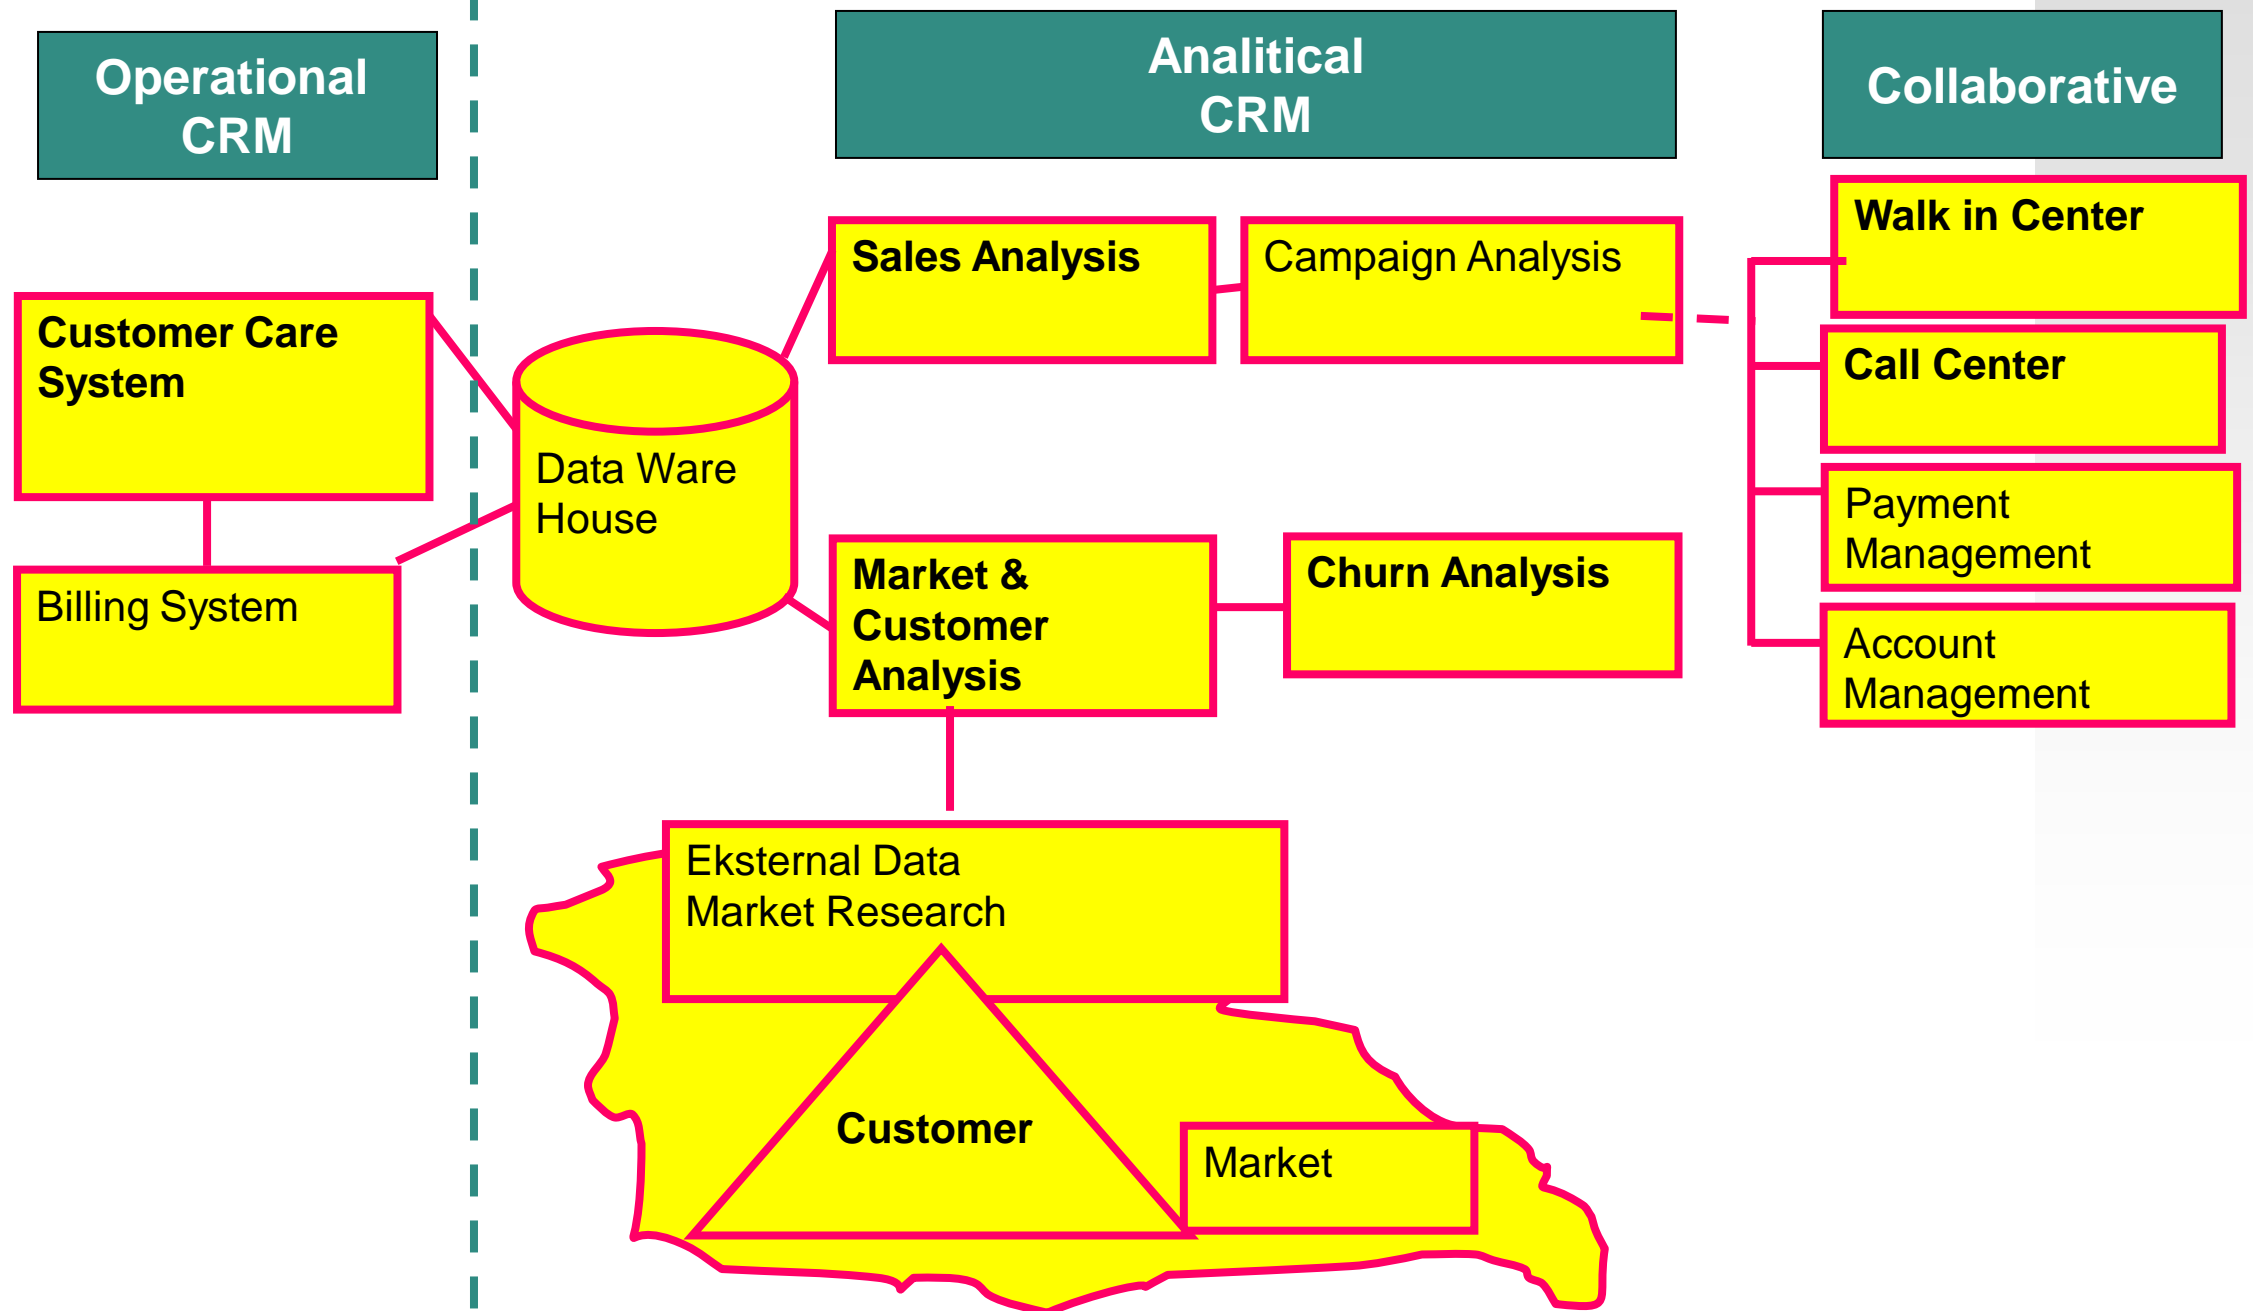 Operational
CRM
Analitical
CRM
Collaborative
Customer Care
System
Billing System
Data Ware
House
Sales Analysis
Campaign Analysis
Market &
Customer
Analysis
Churn Analysis
Walk in Center
Call Center
Payment
Management
Account
Management
Eksternal Data
Market Research
Customer
Market